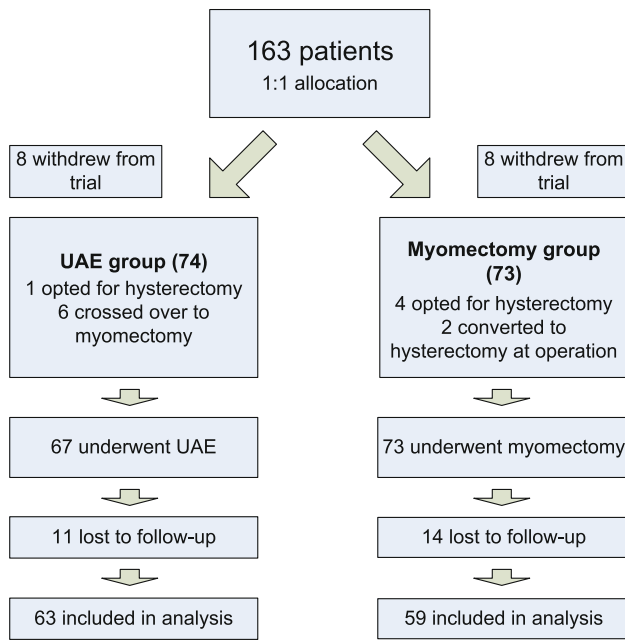 163 patients
1:1 allocation
8 withdrew from
trial
8 withdrew from
trial
UAE group (74)
1 opted for hysterectomy
6 crossed over to
myomectomy
Myomectomy group
(73)
4 opted for hysterectomy
2 converted to
hysterectomy at operation
67 underwent UAE
73 underwent myomectomy
11 lost to follow-up
14 lost to follow-up
63 included in analysis
59 included in analysis